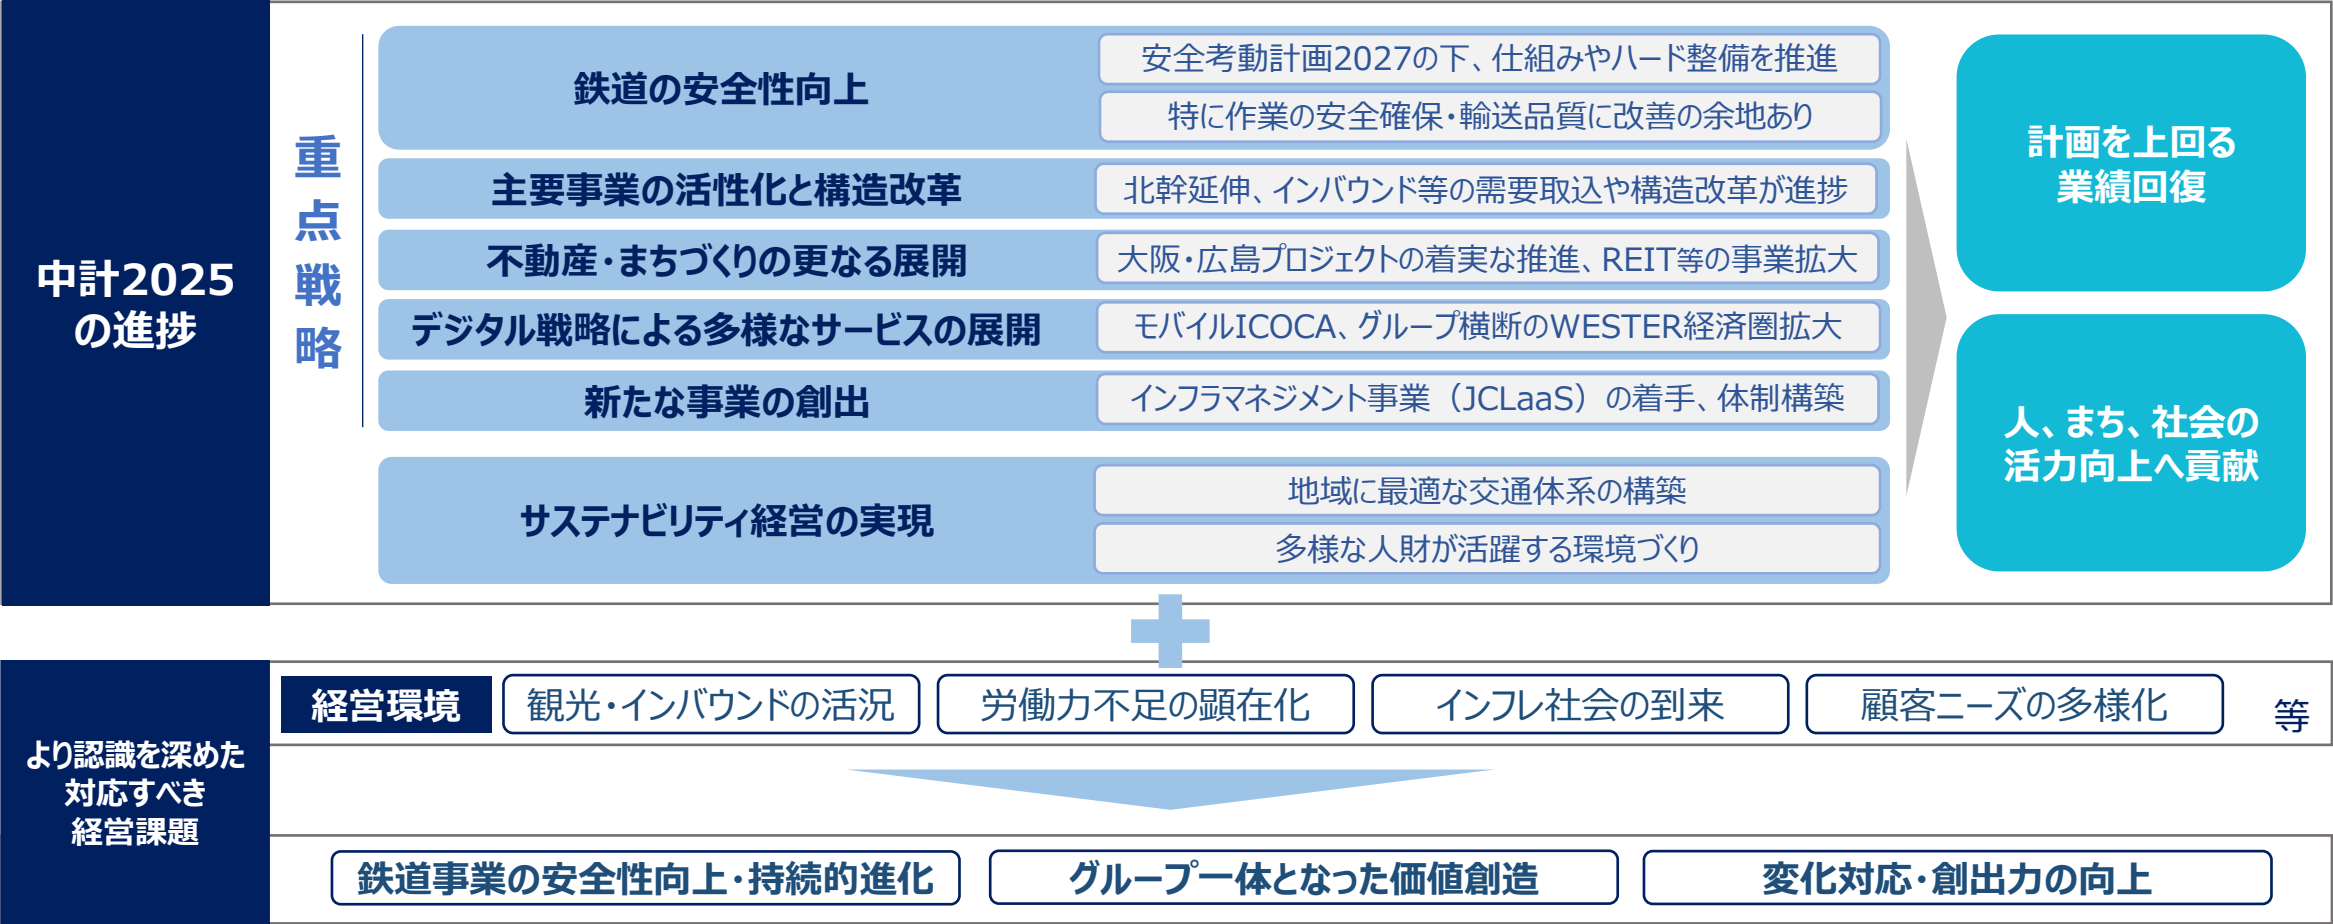 中計2025
の進捗
重点戦略
鉄道の安全性向上
安全考動計画2027の下、仕組みやハード整備を推進
特に作業の安全確保・輸送品質に改善の余地あり
主要事業の活性化と構造改革
北幹延伸、インバウンド等の需要取込や構造改革が進捗
不動産・まちづくりの更なる展開
大阪・広島プロジェクトの着実な推進、REIT等の事業拡大
デジタル戦略による多様なサービスの展開
モバイルICOCA、グループ横断のWESTER経済圏拡大
新たな事業の創出
インフラマネジメント事業（JCLaaS）の着手、体制構築
サステナビリティ経営の実現
地域に最適な交通体系の構築
多様な人財が活躍する環境づくり
計画を上回る
業績回復
人、まち、社会の
活力向上へ貢献
より認識を深めた
対応すべき
経営課題
経営環境
観光・インバウンドの活況
労働力不足の顕在化
インフレ社会の到来
顧客ニーズの多様化
等
鉄道事業の安全性向上・持続的進化
グループ一体となった価値創造
変化対応・創出力の向上